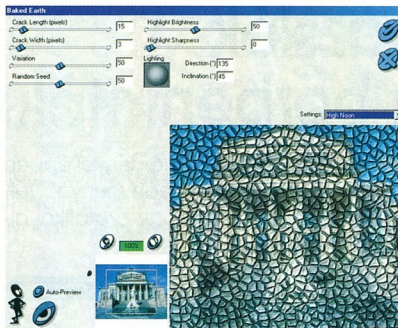 Baked Earth
Crack Length (pixels) 15
Highlight Brightness 50
Crack Width (pixels) 3
Highlight Sharpness 0
Variation 50
Lighting
Direction (°) 135
Inclination (°) 45
Random Seed 50
Settings: High Noon
100%
Auto-Preview